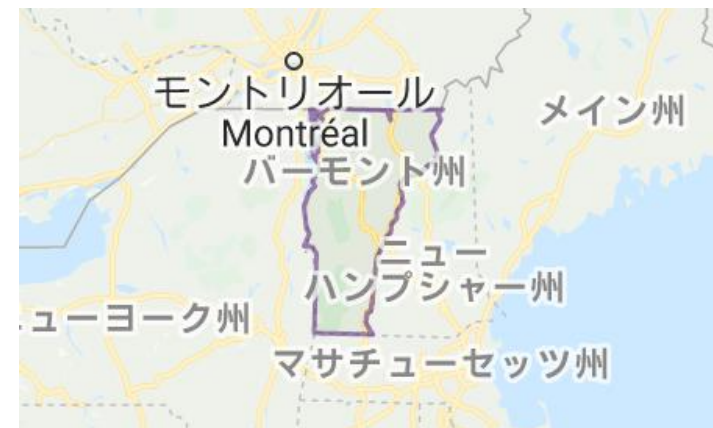 モントリオール
Montréal
メイン州
バーモント州
ニュー
ハンプシャー州
ューヨーク州
マサチューセッツ州